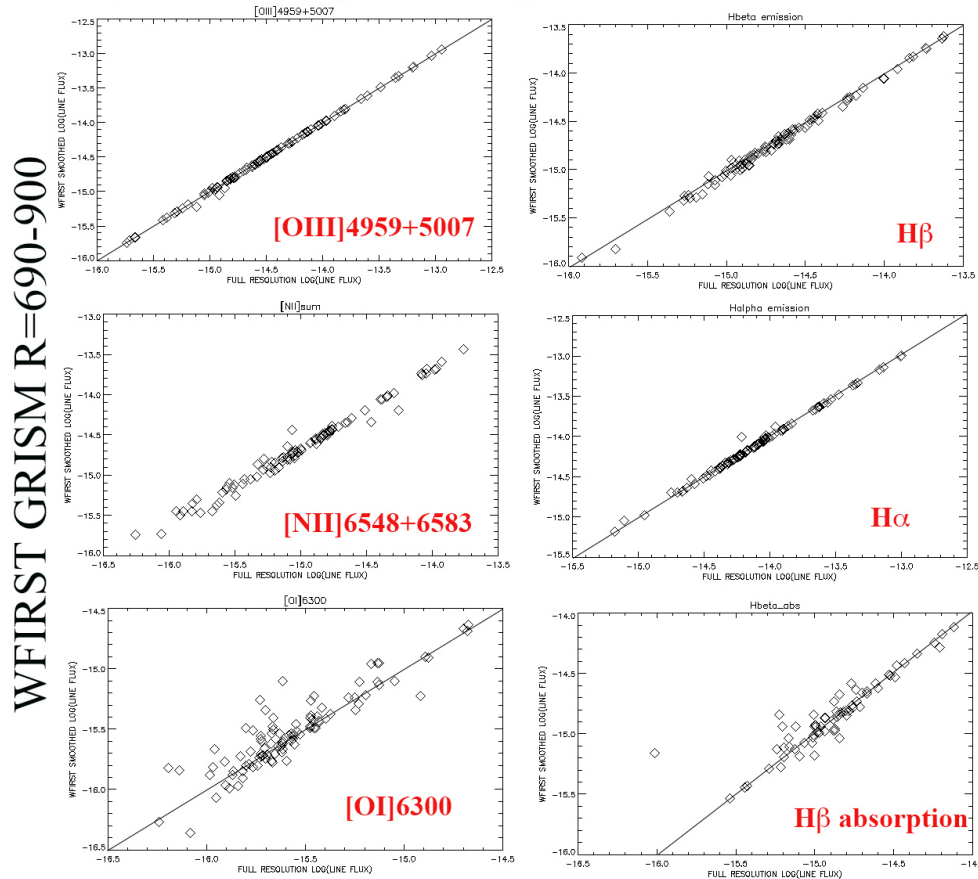 WFIRST GRISM R=690-900
[OIII]4959+5007
WFIRST SMOOTHED LOG(LINE FLUX)
-12.5
-13.0
-13.5
-14.0
-14.5
-15.0
-15.5
-16.0
-16.0 -15.5 -15.0 -14.5 -14.0 -13.5 -13.0 -12.5
FULL RESOLUTION LOG(LINE FLUX)
[OIII]4959+5007
Hbeta emission
WFIRST SMOOTHED LOG(LINE FLUX)
-13.5
-14.0
-14.5
-15.0
-15.5
-16.0
-16.0 -15.5 -15.0 -14.5 -14.0 -13.5
FULL RESOLUTION LOG(LINE FLUX)
Hβ
[NII]sum
WFIRST SMOOTHED LOG(LINE FLUX)
-13.0
-13.5
-14.0
-14.5
-15.0
-15.5
-16.0
-16.5 -16.0 -15.5 -15.0 -14.5 -14.0 -13.5
FULL RESOLUTION LOG(LINE FLUX)
[NII]6548+6583
Halpha emission
WFIRST SMOOTHED LOG(LINE FLUX)
-12.5
-13.0
-13.5
-14.0
-14.5
-15.0
-15.5
-15.5 -15.0 -14.5 -14.0 -13.5 -13.0 -12.5
FULL RESOLUTION LOG(LINE FLUX)
Hα
[OI]6300
WFIRST SMOOTHED LOG(LINE FLUX)
-14.5
-15.0
-15.5
-16.0
-16.5
-16.5 -16.0 -15.5 -15.0 -14.5
FULL RESOLUTION LOG(LINE FLUX)
[OI]6300
Hbeta_abs
WFIRST SMOOTHED LOG(LINE FLUX)
-14.0
-14.5
-15.0
-15.5
-16.0
-16.5 -16.0 -15.5 -15.0 -14.5 -14.
FULL RESOLUTION LOG(LINE FLUX)
Hβ absorption